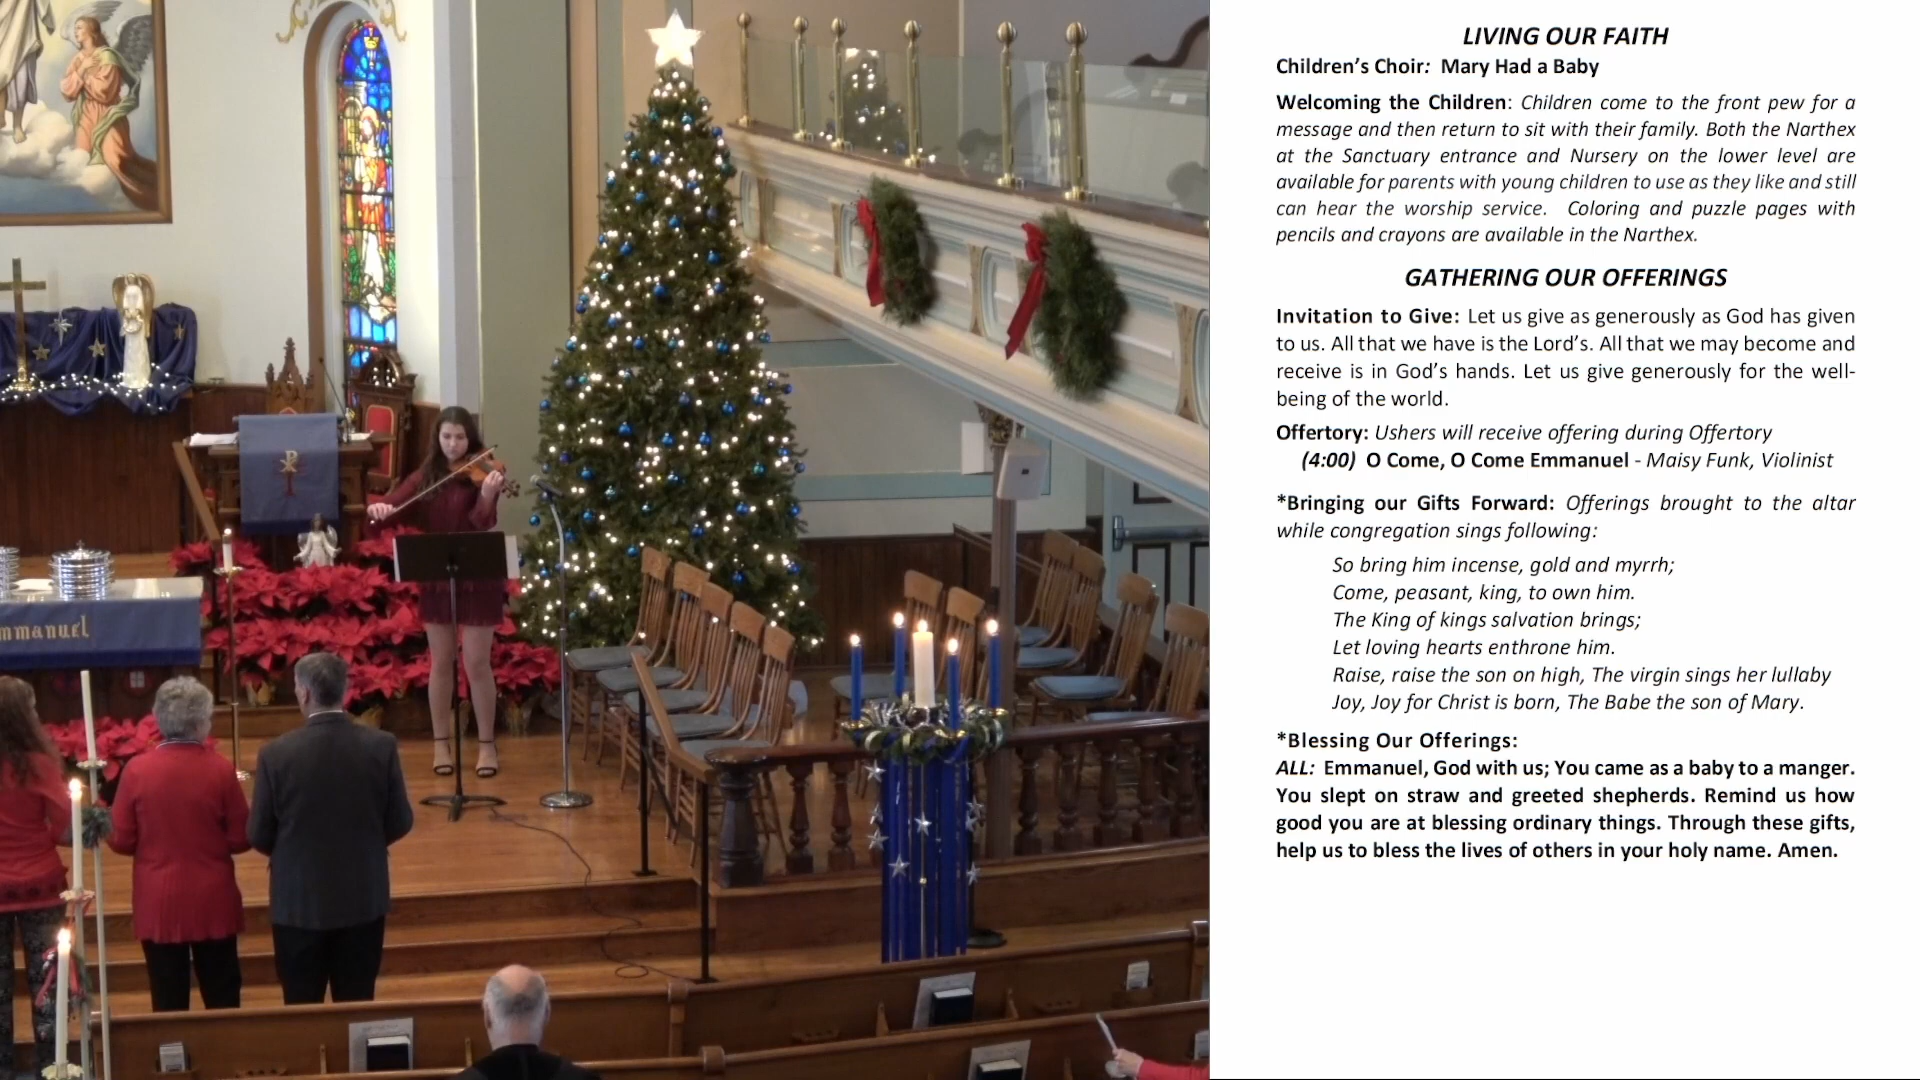 mmanuel
LIVING OUR FAITH
Children's Choir: Mary Had a Baby
Welcoming the Children: Children come to the front pew for a
message and then return to sit with their family. Both the Narthex
at the Sanctuary entrance and Nursery on the lower level are
available for parents with young children to use as they like and still
can hear the worship service. Coloring and puzzle pages with
pencils and crayons are available in the Narthex.
GATHERING OUR OFFERINGS
Invitation to Give: Let us give as generously as God has given
to us. All that we have is the Lord's. All that we may become and
receive is in God's hands. Let us give generously for the well-
being of the world.
Offertory: Ushers will receive offering during Offertory
(4:00) O Come, O Come Emmanuel - Maisy Funk, Violinist
*Bringing our Gifts Forward: Offerings brought to the altar
while congregation sings following:
So bring him incense, gold and myrrh;
Come, peasant, king, to own him.
The King of kings salvation brings;
Let loving hearts enthrone him.
Raise, raise the son on high, The virgin sings her lullaby
Joy, Joy for Christ is born, The Babe the son of Mary.
*Blessing Our Offerings:
ALL: Emmanuel, God with us; You came as a baby to a manger.
You slept on straw and greeted shepherds. Remind us how
good you are at blessing ordinary things. Through these gifts,
help us to bless the lives of others in your holy name. Amen.